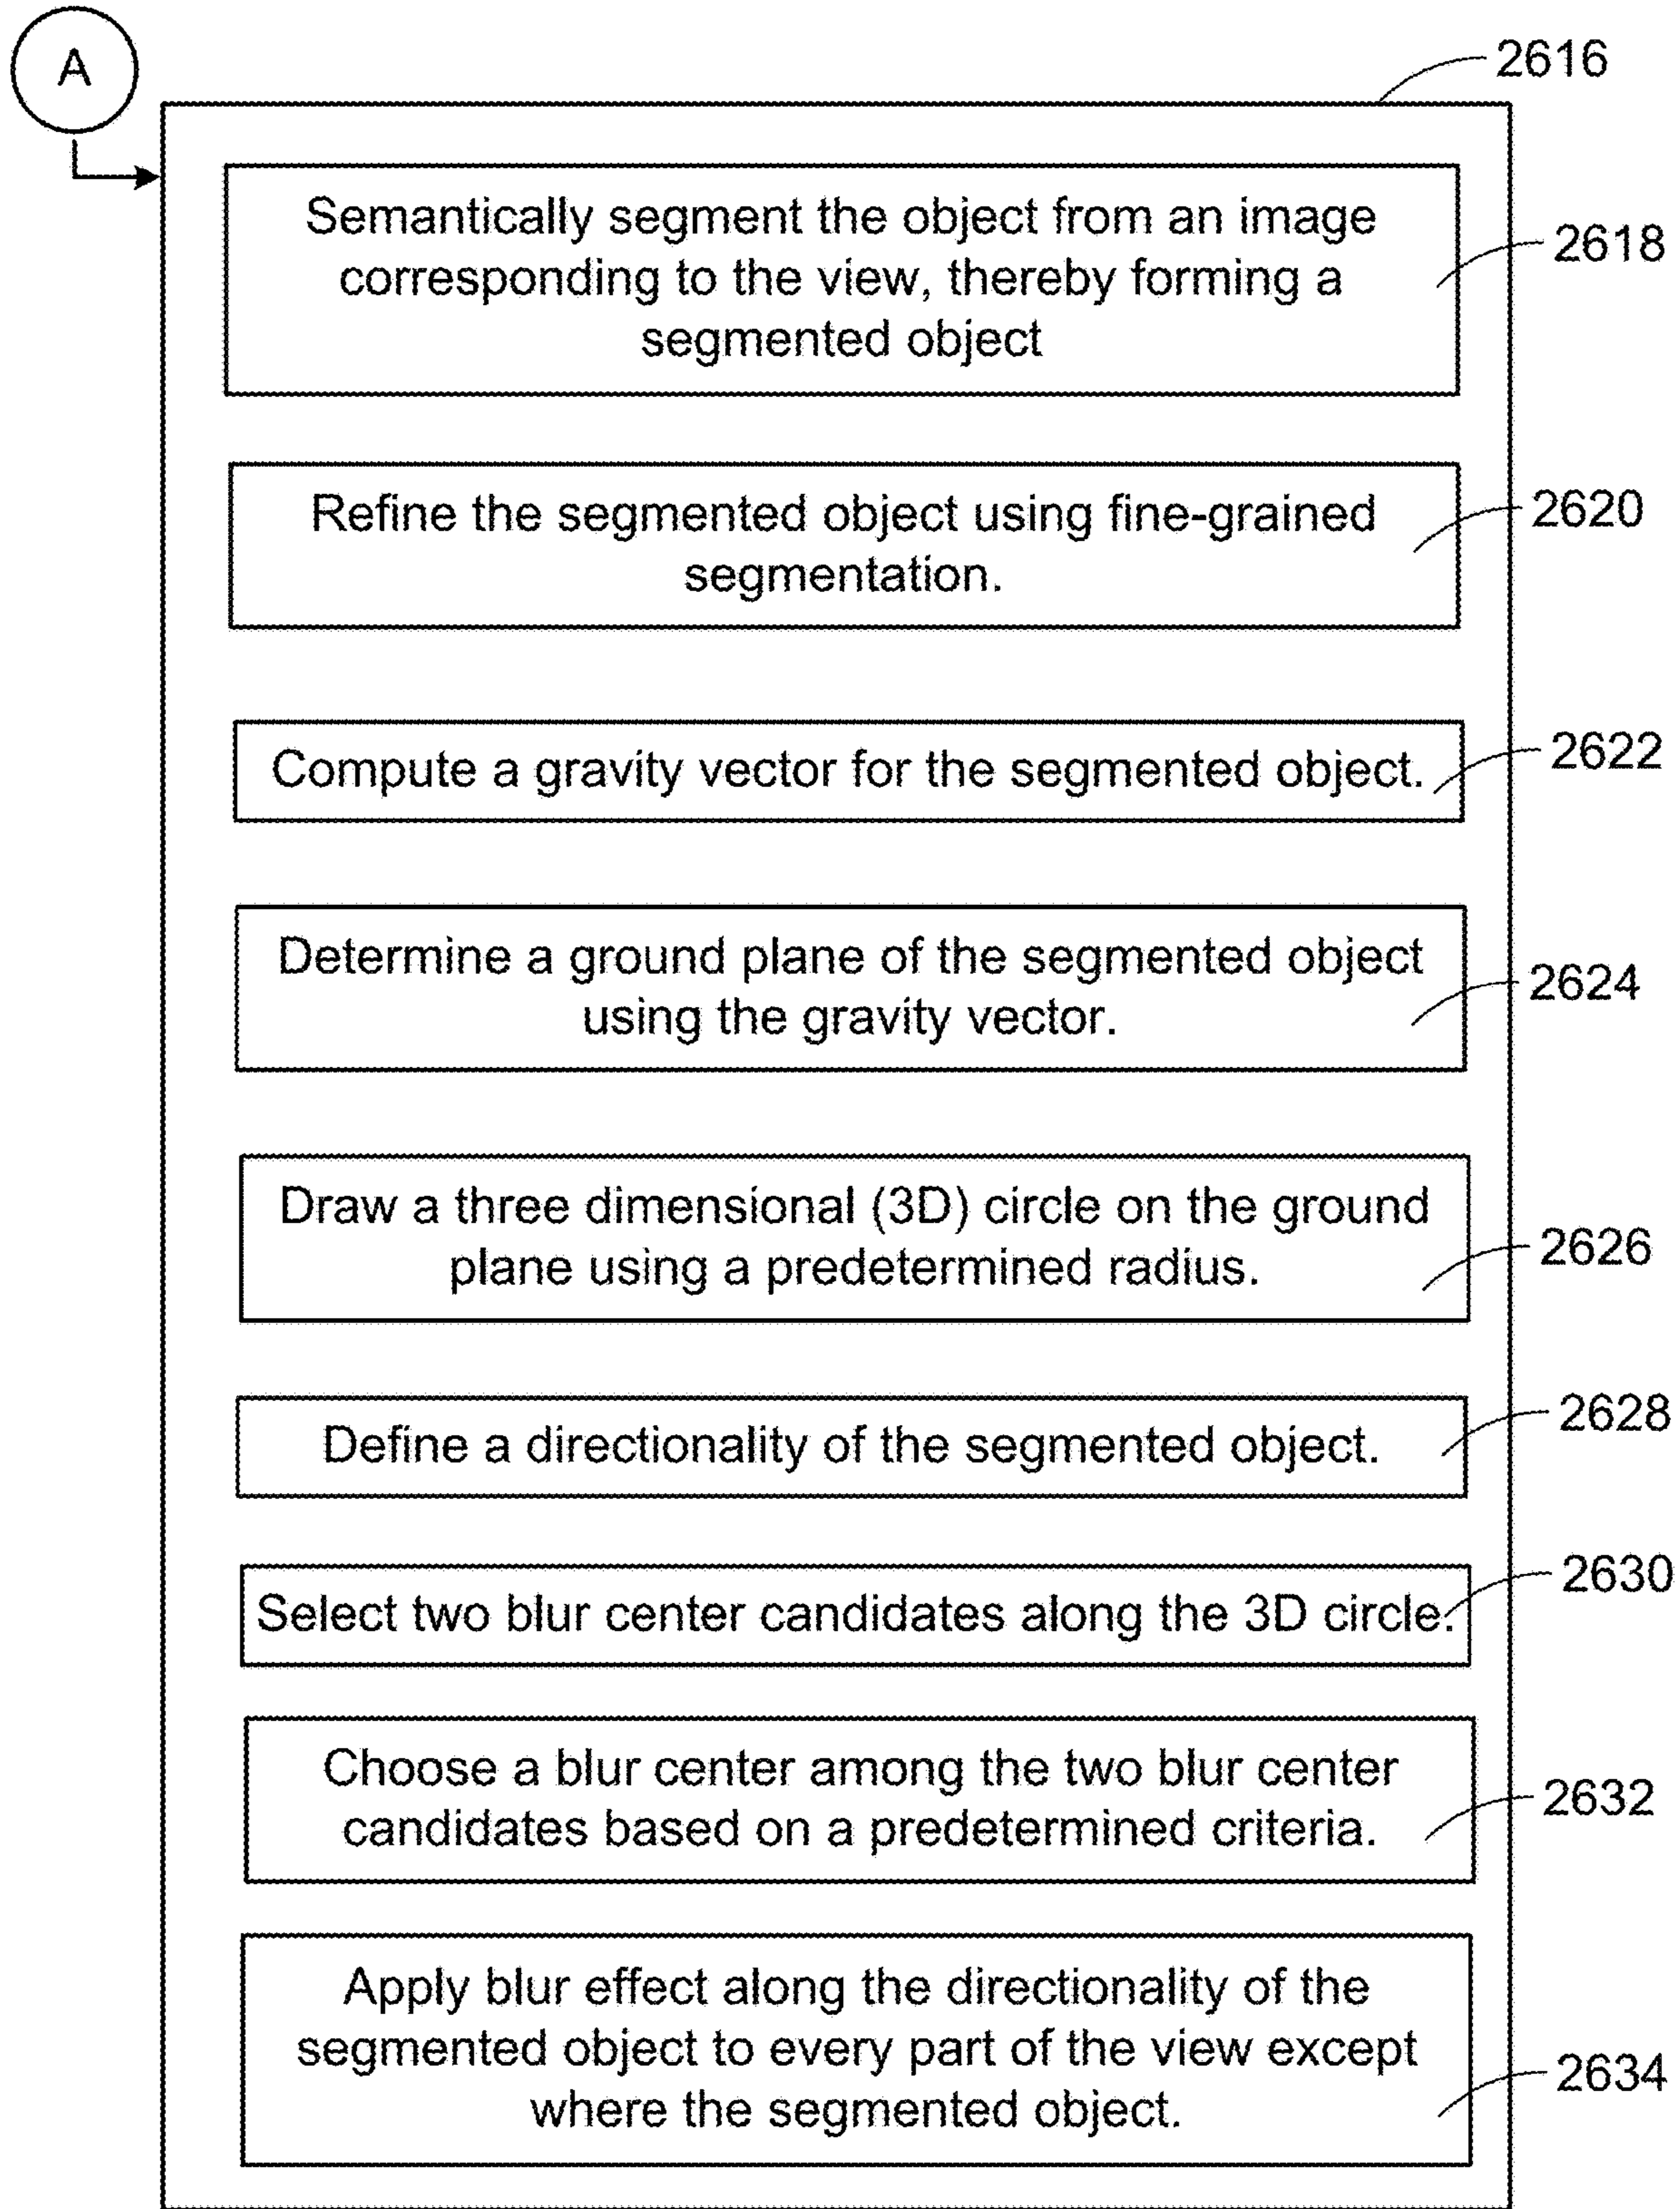 A
2616
Semantically segment the object from an image
corresponding to the view, thereby forming a
segmented object
2618
Refine the segmented object using fine-grained
segmentation.
2620
Compute a gravity vector for the segmented object.
2622
Determine a ground plane of the segmented object
using the gravity vector.
2624
Draw a three dimensional (3D) circle on the ground
plane using a predetermined radius.
2626
Define a directionality of the segmented object.
2628
Select two blur center candidates along the 3D circle.
2630
Choose a blur center among the two blur center
candidates based on a predetermined criteria.
2632
Apply blur effect along the directionality of the
segmented object to every part of the view except
where the segmented object.
2634